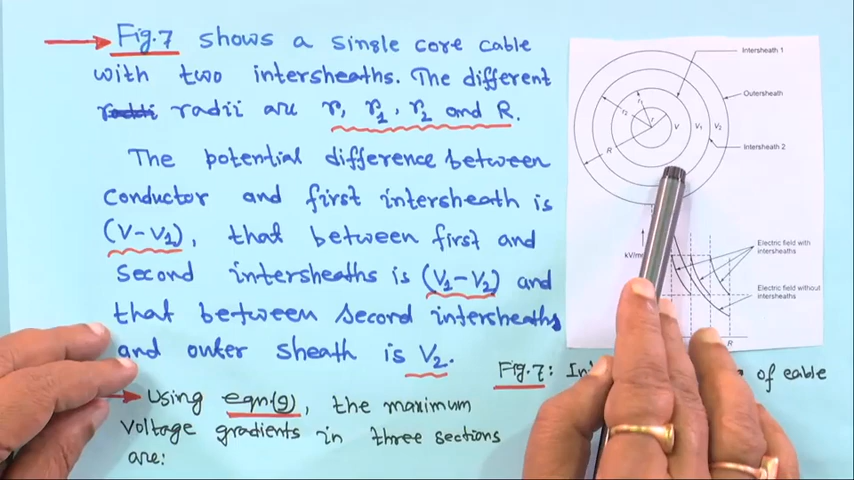 Fig.7 shows a single core cable
with two intersheaths. The different
radii are r, r1, r2 and R.
The potential difference between
conductor and first intersheath is
(V-V1), that between first and
second intersheaths is (V1-V2) and
that between second intersheaths
and outer sheath is V2.
Using eqn(9), the maximum
voltage gradients in three sections
are:
Intersheath 1
Outersheath
Intersheath 2
r
r1
r2
R
V
V1
V2
kV/m
Electric field with
intersheaths
Electric field without
intersheaths
R
Fig.7: of cable